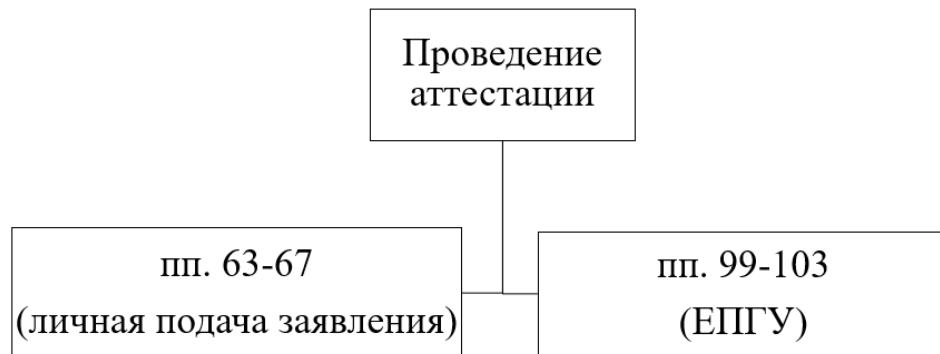 Проведение
аттестации
пп. 63-67
(личная подача заявления)
пп. 99-103
(ЕПГУ)